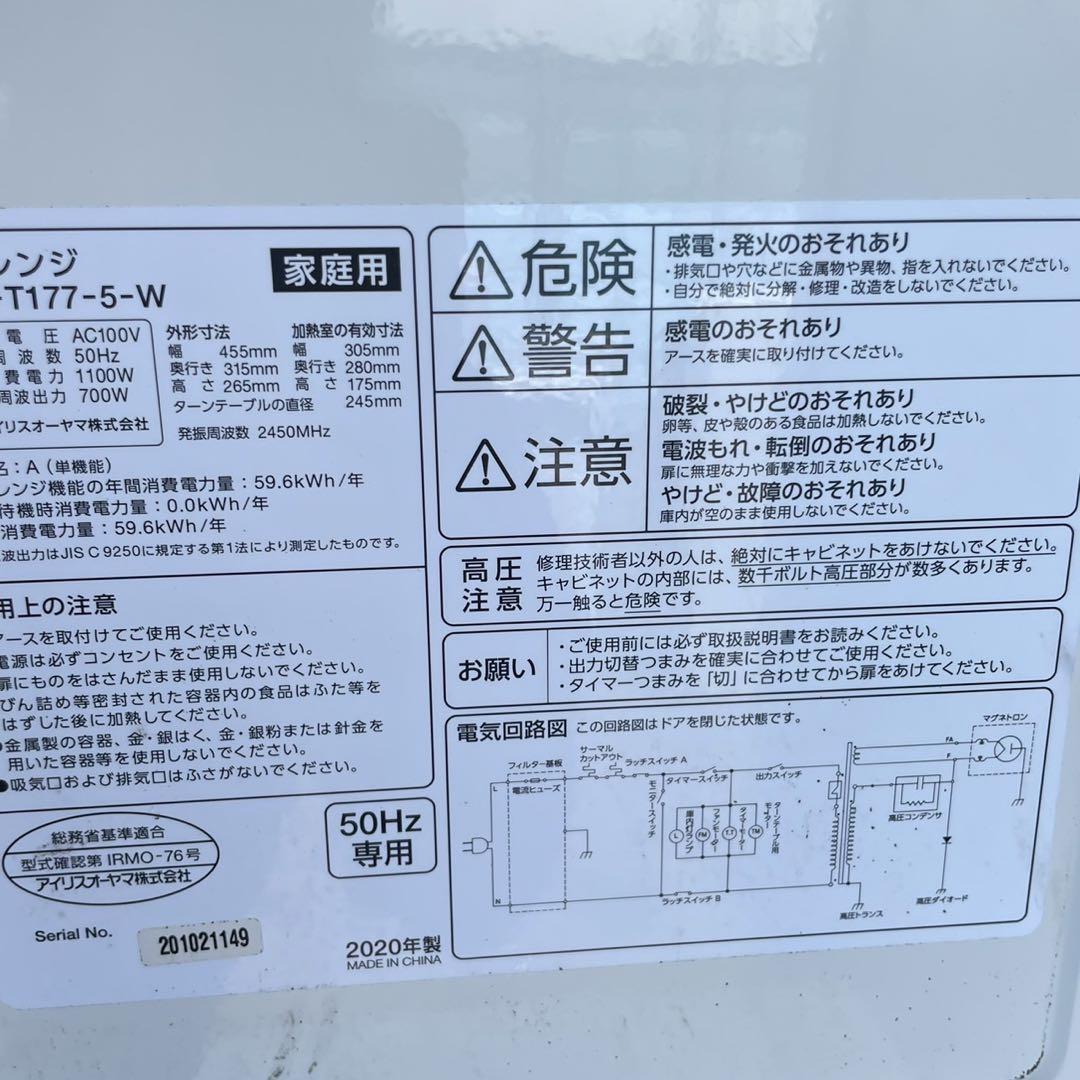 レンジ
-T177-5-W
家庭用
電圧 AC100V
周波数 50Hz
費電力 1100W
周波出力 700W
イリスオーヤマ株式会社
外形寸法
幅 455mm
奥行き 315mm
高さ 265mm
加熱室の有効寸法
幅 305mm
奥行き 280mm
高さ 175mm
ターンテーブルの直径 245mm
発振周波数 2450MHz
名：A（単機能）
レンジ機能の年間消費電力量：59.6kWh/年
待機時消費電力量：0.0kWh/年
消費電力量：59.6kWh/年
波出力はJIS C 9250に規定する第1法により測定したものです。
用上の注意
アースを取付けてご使用ください。
電源は必ずコンセントをご使用ください。
扉にものをはさんだまま使用しないでください。
びん詰め等密封された容器内の食品はふた等を
はずした後に加熱してください。
●金属製の容器、金・銀はく、金・銀粉または針金を
用いた容器等を使用しないでください。
●吸気口および排気口はふさがないでください。
総務省基準適合
型式確認第 IRMO-76号
アイリスオーヤマ株式会社
50Hz
専用
Serial No.
201021149
2020年製
MADE IN CHINA
危険
感電・発火のおそれあり
・排気口や穴などに金属物や異物、指を入れないでください。
・自分で絶対に分解・修理・改造をしないでください。
警告
感電のおそれあり
アースを確実に取り付けてください。
注意
破裂・やけどのおそれあり
卵等、皮や殻のある食品は加熱しないでください。
電波もれ・転倒のおそれあり
扉に無理な力や衝撃を加えないでください。
やけど・故障のおそれあり
庫内が空のまま使用しないでください。
高圧
注意
修理技術者以外の人は、絶対にキャビネットをあけないでください。
キャビネットの内部には、数千ボルト高圧部分が数多くあります。
万一触ると危険です。
お願い
・ご使用前には必ず取扱説明書をお読みください。
・出力切替つまみを確実に合わせてご使用ください。
・タイマーつまみを「切」に合わせてから扉をあけてください。
電気回路図 この回路図はドアを閉じた状態です。
マグネトロン
FA
F
フィルター基板
サーマル
カットアウト
ラッチスイッチ A
タイマースイッチ
出力スイッチ
L
電流ヒューズ
モニタースイッチ
庫内灯ランプ
ファンモーター
タイマーモーター
ターンテーブル用
モーター
L
FM
T.T
TM
高圧コンデンサ
N
ラッチスイッチ B
高圧トランス
高圧ダイオード